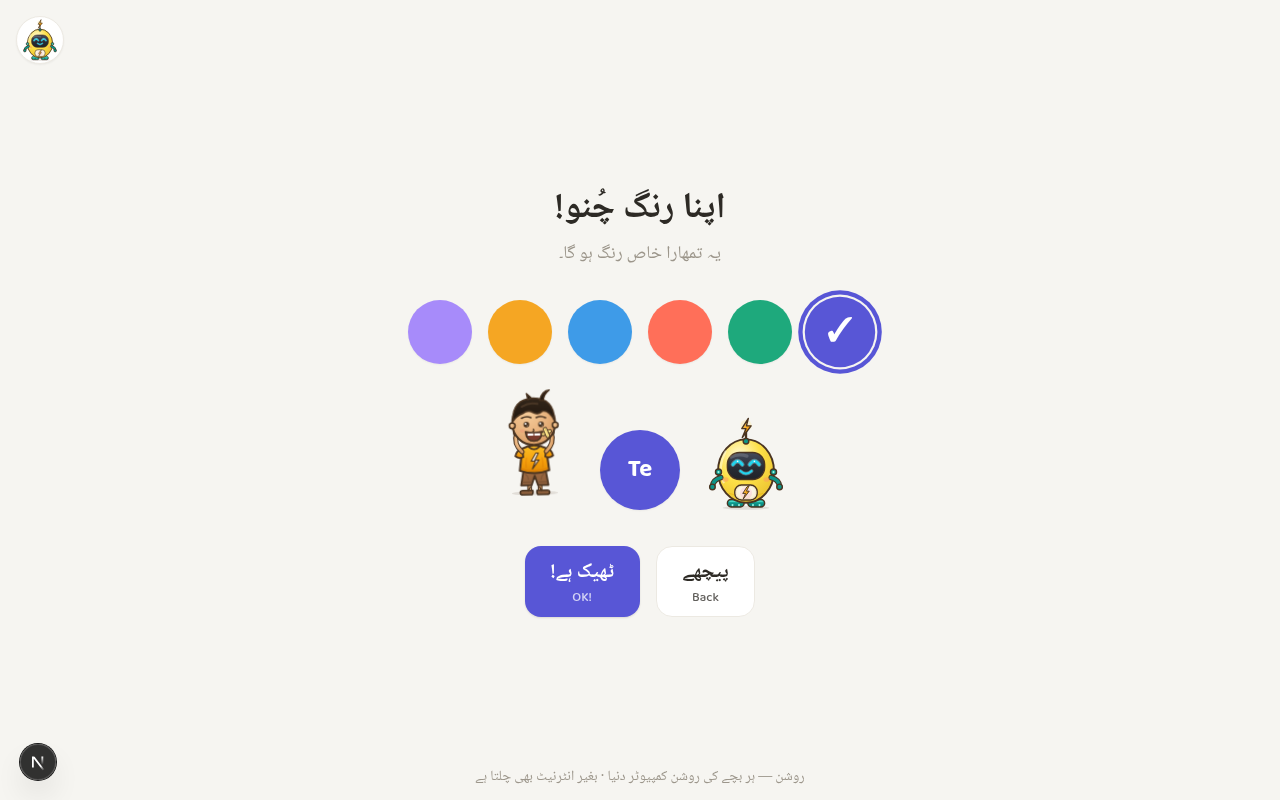 اپنا رنگ چُنو!
یہ تمھارا خاص رنگ ہو گا۔
✓
Te
پیچھے
Back
ٹھیک ہے!
OK!
N
روشن — ہر بچے کی روشن کمپیوٹر دنیا · بغیر انٹرنیٹ بھی چلتا ہے